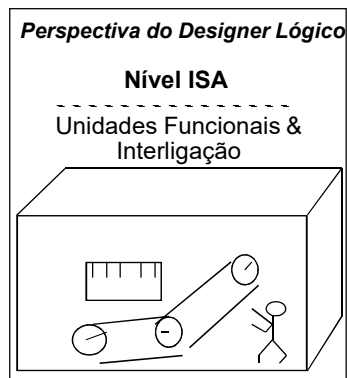 Perspectiva do Designer Lógico
Nível ISA
Unidades Funcionais &
Interligação